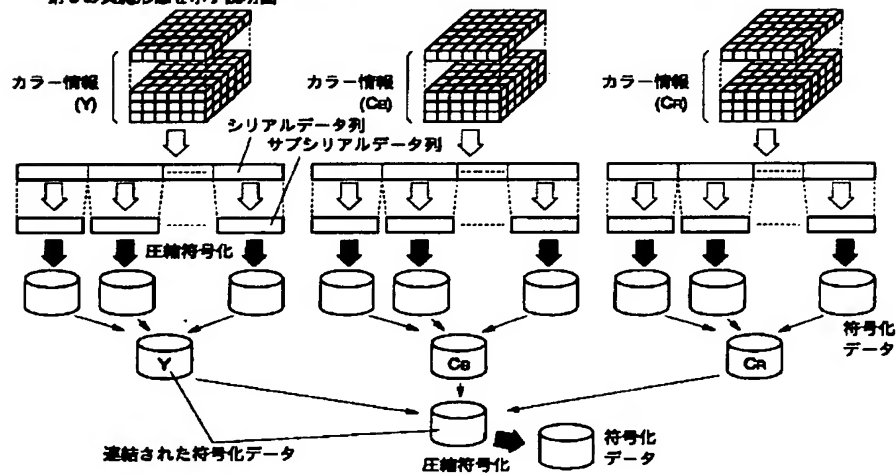 カラー情報
(Y)
カラー情報
(CB)
カラー情報
(CR)
シリアルデータ列
サブシリアルデータ列
圧縮符号化
符号化
データ
Y
CB
CR
連結された符号化データ
圧縮符号化
符号化
データ